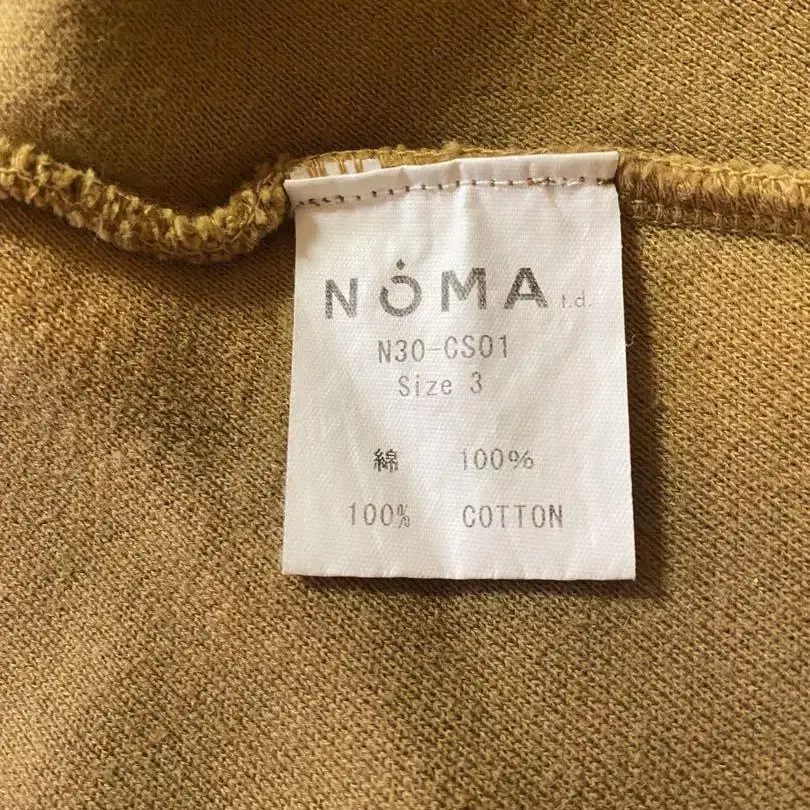 NOMA t.d.
N30-CS01
Size 3
綿 100%
100% COTTON